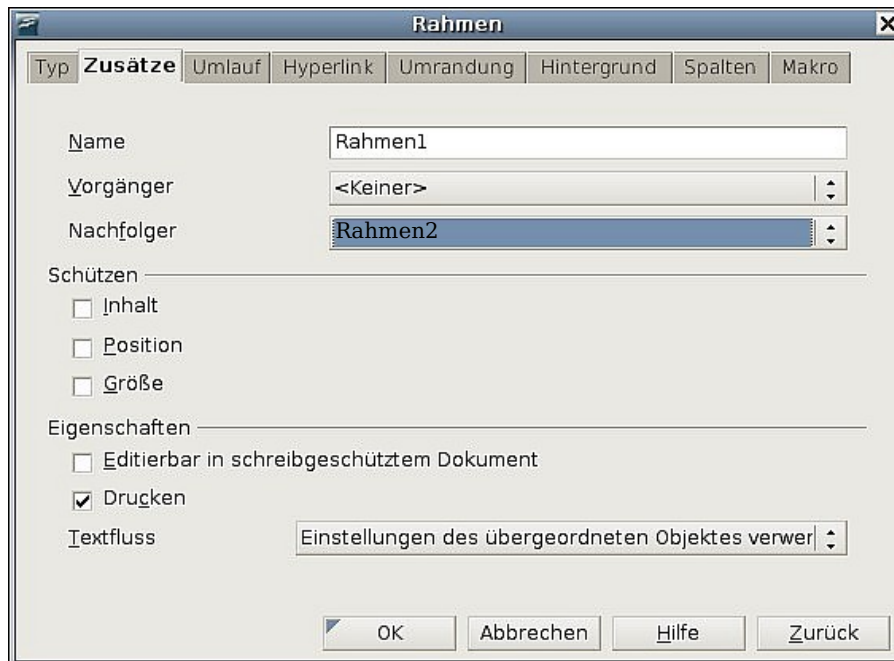 Rahmen
Typ Zusätze Umlauf Hyperlink Umrandung Hintergrund Spalten Makro
Name Rahmen1
Vorgänger <Keiner>
Nachfolger Rahmen2
Schützen
Inhalt
Position
Größe
Eigenschaften
Editierbar in schreibgeschütztem Dokument
Drucken
Textfluss Einstellungen des übergeordneten Objektes verwer
OK Abbrechen Hilfe Zurück